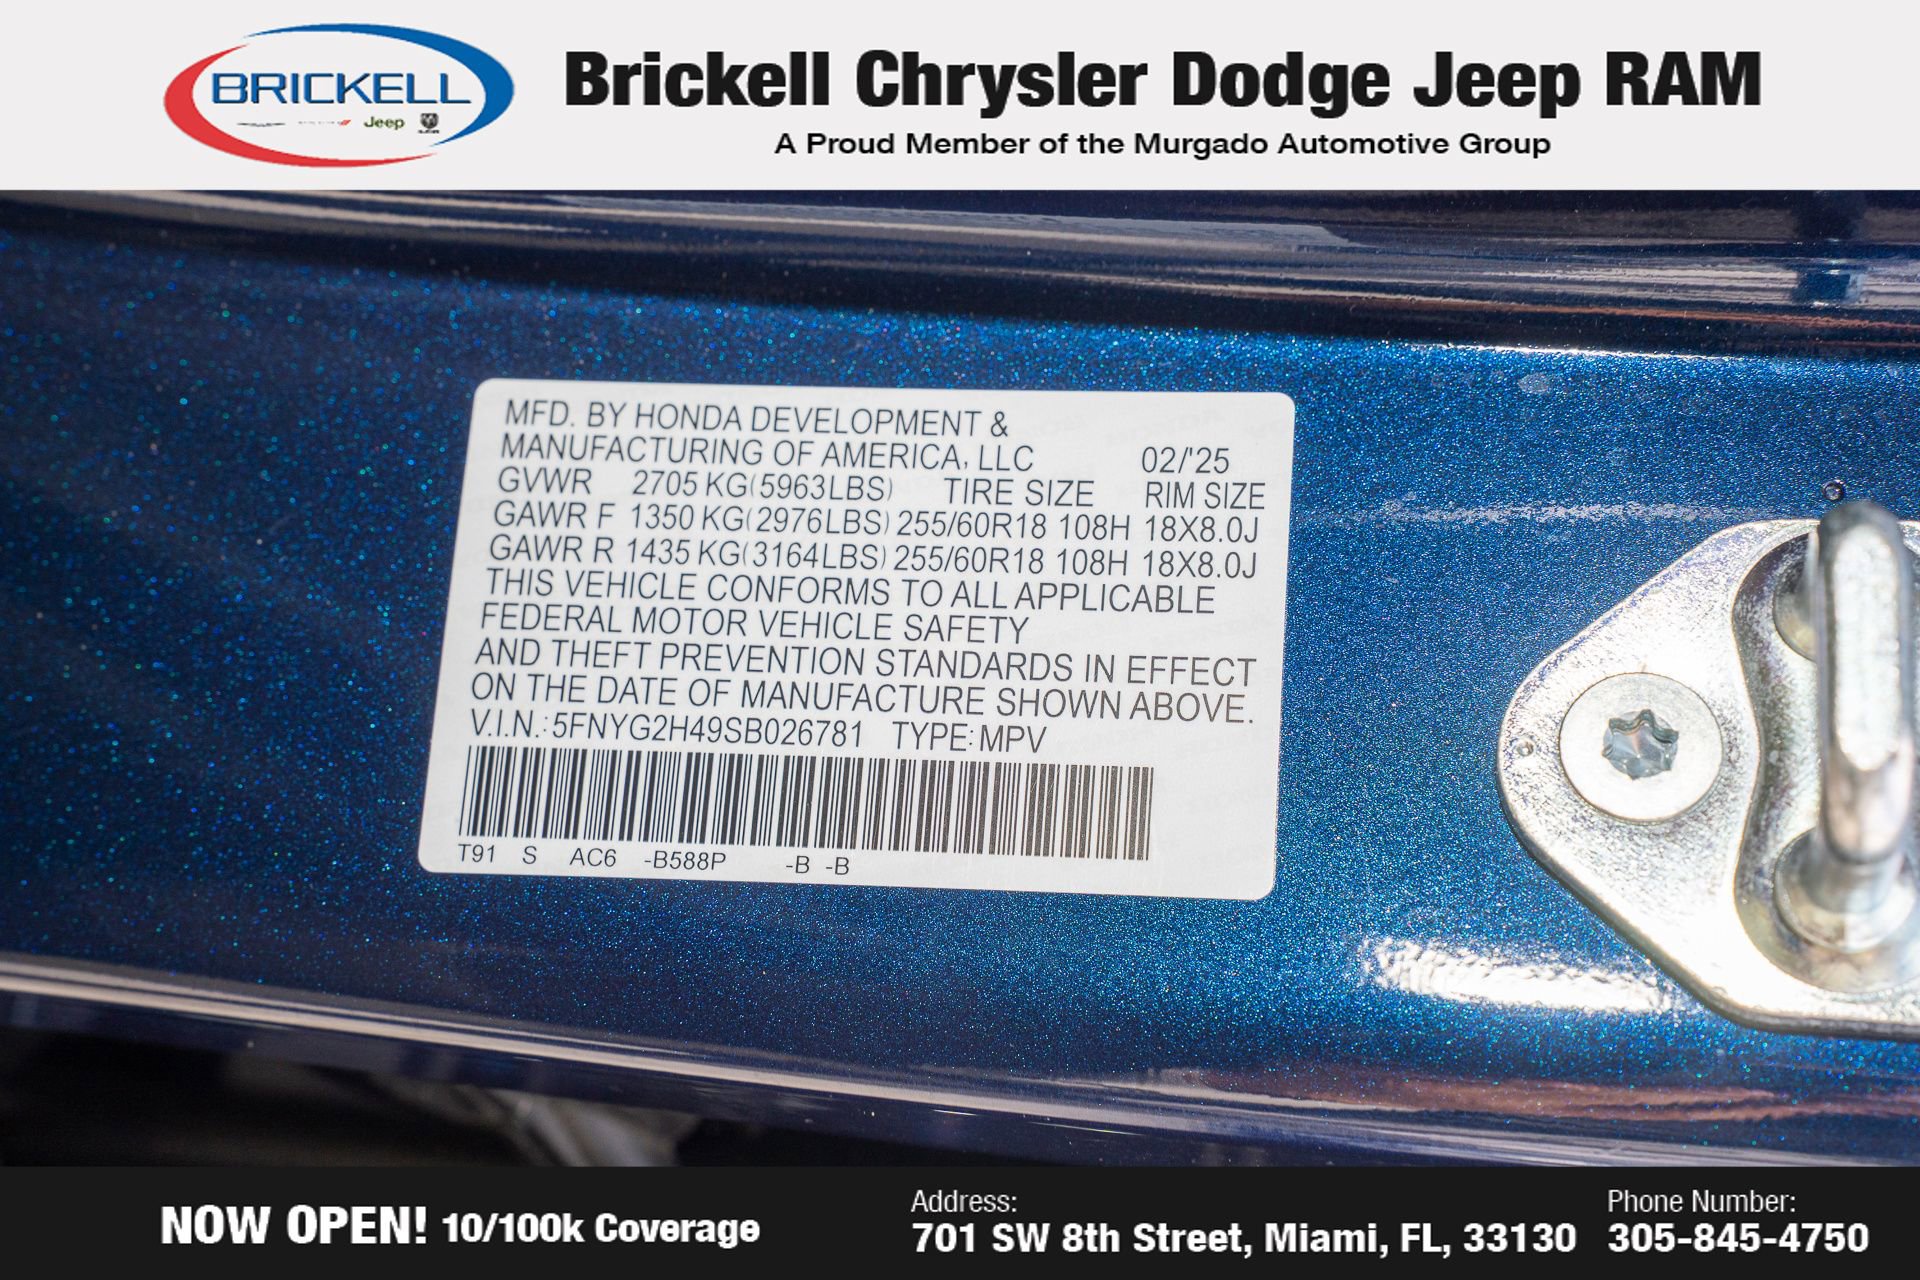 BRICKELL
Jeep
Brickell Chrysler Dodge Jeep RAM
A Proud Member of the Murgado Automotive Group
MFD. BY HONDA DEVELOPMENT &
MANUFACTURING OF AMERICA, LLC 02/'25
GVWR 2705 KG(5963LBS) TIRE SIZE RIM SIZE
GAWR F 1350 KG(2976LBS) 255/60R18 108H 18X8.0J
GAWR R 1435 KG(3164LBS) 255/60R18 108H 18X8.0J
THIS VEHICLE CONFORMS TO ALL APPLICABLE
FEDERAL MOTOR VEHICLE SAFETY
AND THEFT PREVENTION STANDARDS IN EFFECT
ON THE DATE OF MANUFACTURE SHOWN ABOVE.
V.I.N.: 5FNYG2H49SB026781 TYPE: MPV
T91 S AC6 -B588P -B -B
NOW OPEN! 10/100k Coverage
Address:
701 SW 8th Street, Miami, FL, 33130
Phone Number:
305-845-4750